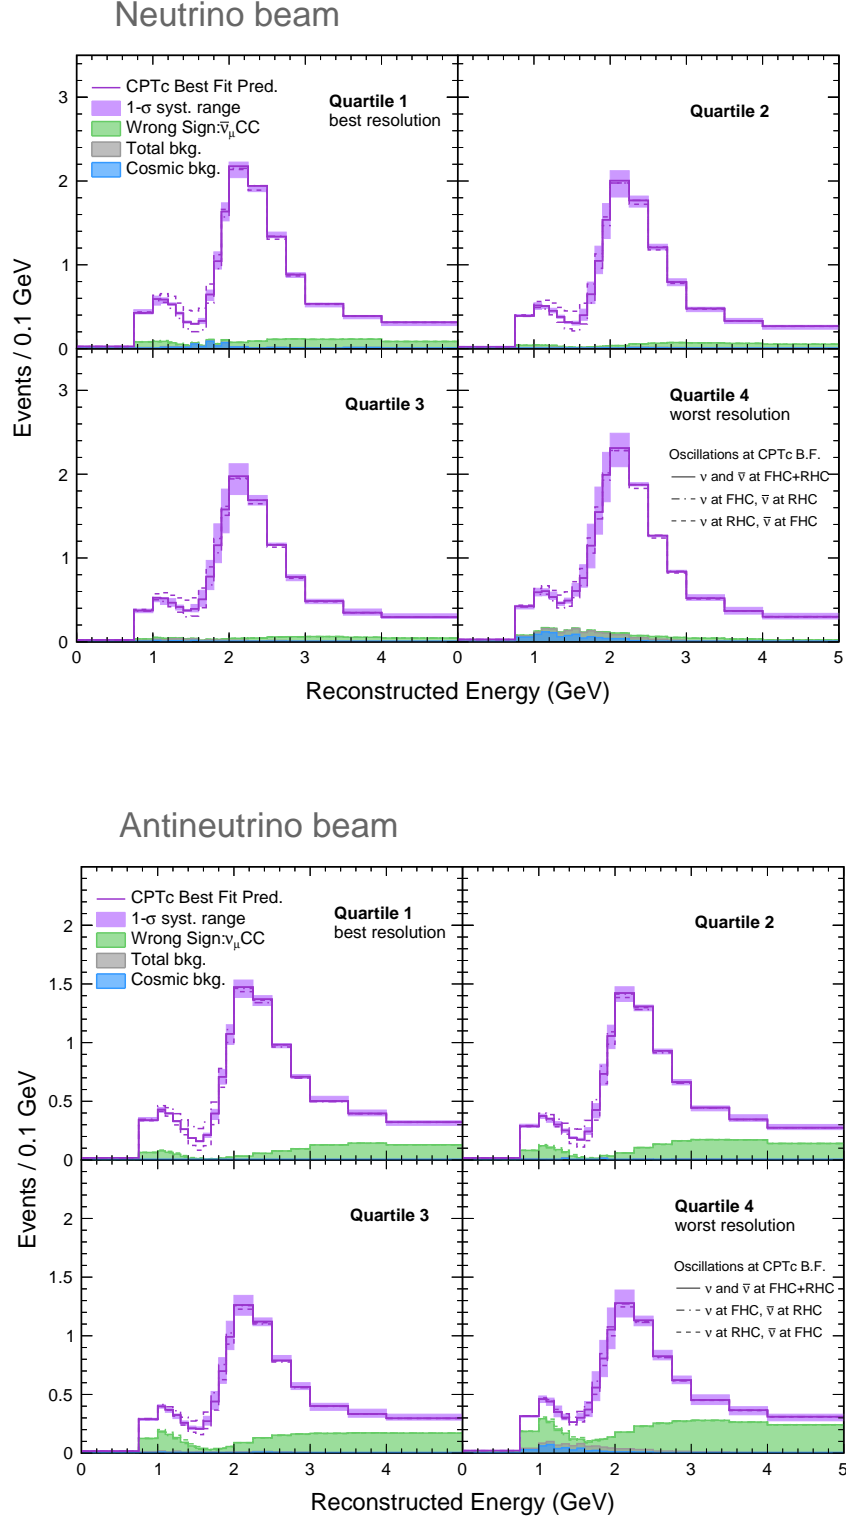 Neutrino beam
CPTc Best Fit Pred.
1-σ syst. range
Wrong Sign:ν̅μCC
Total bkg.
Cosmic bkg.
Quartile 1
best resolution
Quartile 2
3
2
1
0
Quartile 3
Quartile 4
worst resolution
Oscillations at CPTc B.F.
ν and ν̅ at FHC+RHC
ν at FHC, ν̅ at RHC
ν at RHC, ν̅ at FHC
3
2
1
0
0 1 2 3 4 0 1 2 3 4 5
Events / 0.1 GeV
Reconstructed Energy (GeV)
Antineutrino beam
CPTc Best Fit Pred.
1-σ syst. range
Wrong Sign:νμCC
Total bkg.
Cosmic bkg.
Quartile 1
best resolution
Quartile 2
2
1.5
1
0.5
0
Quartile 3
Quartile 4
worst resolution
Oscillations at CPTc B.F.
ν and ν̅ at FHC+RHC
ν at FHC, ν̅ at RHC
ν at RHC, ν̅ at FHC
2
1.5
1
0.5
0
0 1 2 3 4 0 1 2 3 4 5
Events / 0.1 GeV
Reconstructed Energy (GeV)